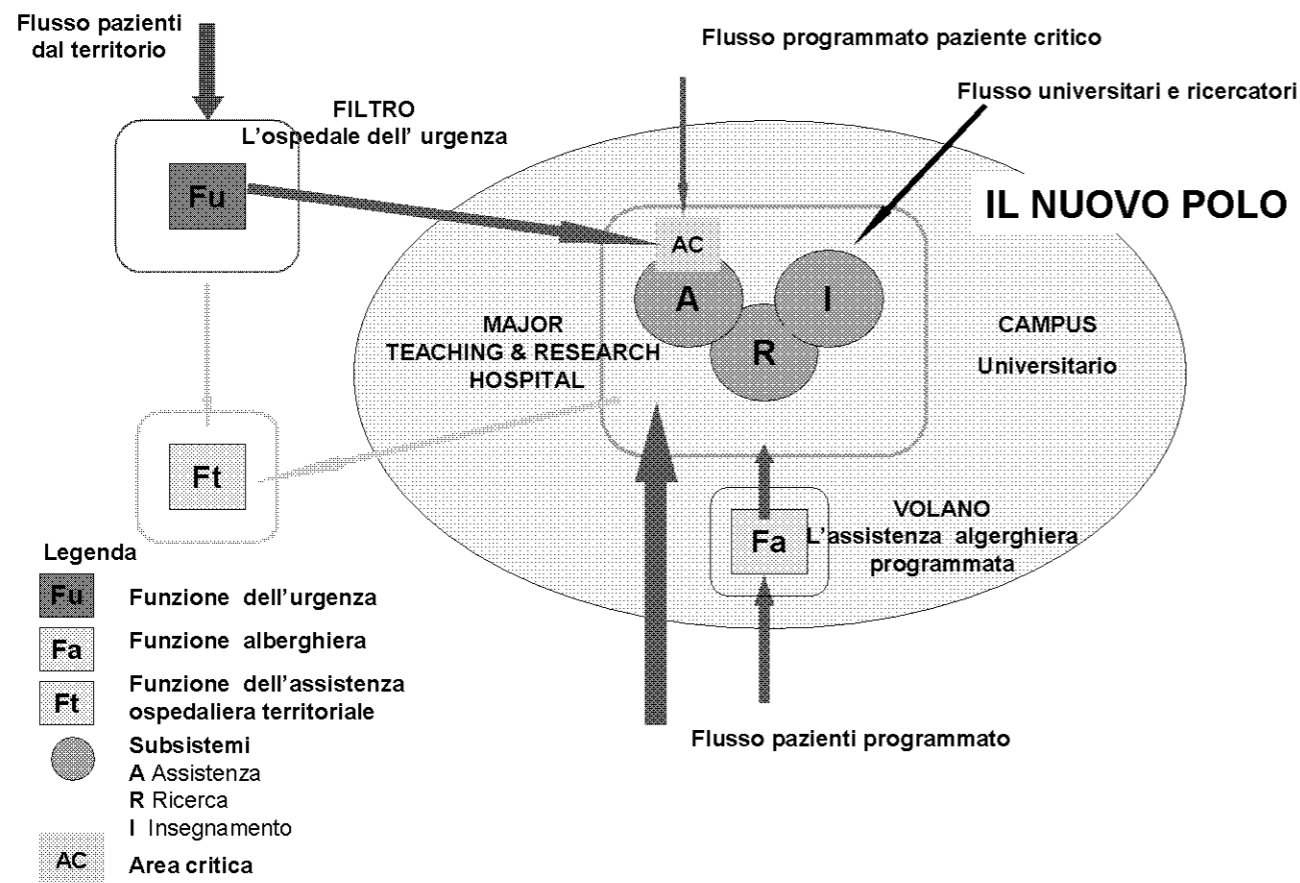 Flusso pazienti
dal territorio
Flusso programmato paziente critico
Flusso universitari e ricercatori
FILTRO
L'ospedale dell' urgenza
Fu
IL NUOVO POLO
AC
A
I
R
MAJOR
TEACHING & RESEARCH
HOSPITAL
CAMPUS
Universitario
Ft
Fa
VOLANO
L'assistenza algerghiera
programmata
Flusso pazienti programmato
Legenda
Fu Funzione dell'urgenza
Fa Funzione alberghiera
Ft Funzione dell'assistenza
ospedaliera territoriale
Subsistemi
A Assistenza
R Ricerca
I Insegnamento
AC Area critica